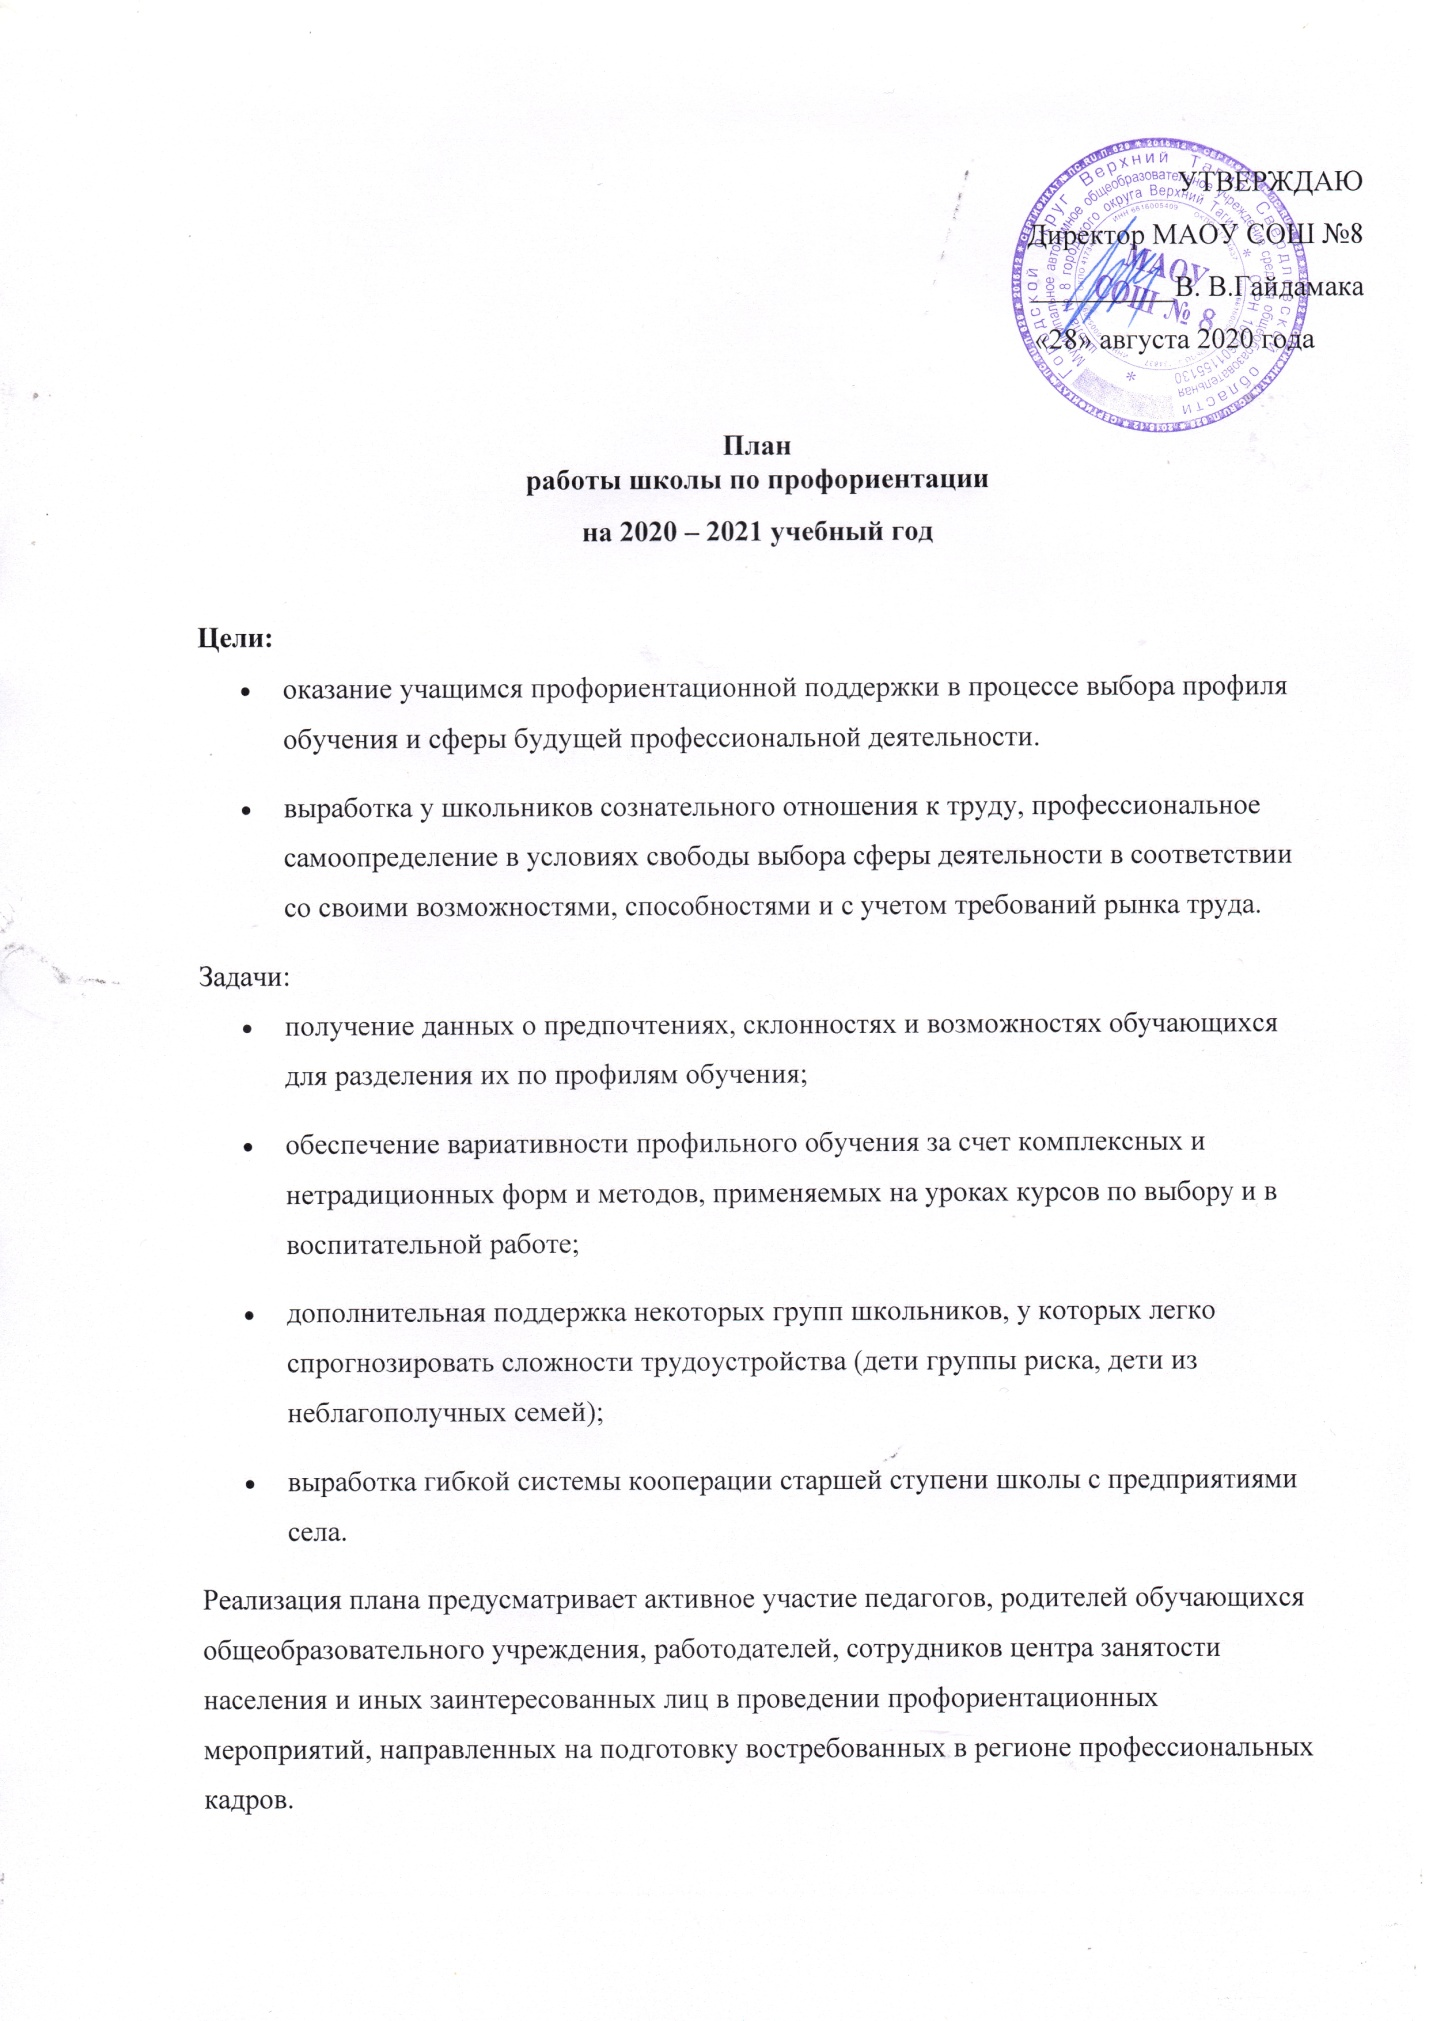 УТВЕРЖДАЮ
Директор МАОУ СОШ №8
__________В. В.Гайдамака
«28» августа 2020 года
МАОУ
СОШ № 8
План
работы школы по профориентации
на 2020 – 2021 учебный год
Цели:
• оказание учащимся профориентационной поддержки в процессе выбора профиля
обучения и сферы будущей профессиональной деятельности.
• выработка у школьников сознательного отношения к труду, профессиональное
самоопределение в условиях свободы выбора сферы деятельности в соответствии
со своими возможностями, способностями и с учетом требований рынка труда.
Задачи:
• получение данных о предпочтениях, склонностях и возможностях обучающихся
для разделения их по профилям обучения;
• обеспечение вариативности профильного обучения за счет комплексных и
нетрадиционных форм и методов, применяемых на уроках курсов по выбору и в
воспитательной работе;
• дополнительная поддержка некоторых групп школьников, у которых легко
спрогнозировать сложности трудоустройства (дети группы риска, дети из
неблагополучных семей);
• выработка гибкой системы кооперации старшей ступени школы с предприятиями
села.
Реализация плана предусматривает активное участие педагогов, родителей обучающихся
общеобразовательного учреждения, работодателей, сотрудников центра занятости
населения и иных заинтересованных лиц в проведении профориентационных
мероприятий, направленных на подготовку востребованных в регионе профессиональных
кадров.